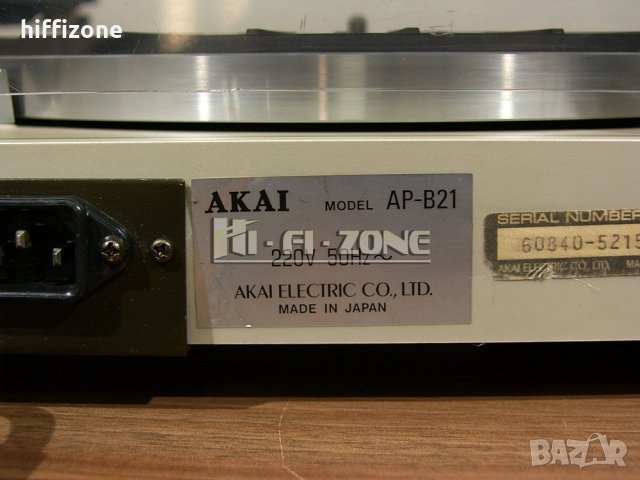 hiffizone
AKAI MODEL AP-B21
HI-FI-ZONE
220V 50Hz~
AKAI ELECTRIC CO., LTD.
MADE IN JAPAN
SERIAL NUMBER
60840-5215
AKAI ELECTRIC CO., LTD.
BAZAR